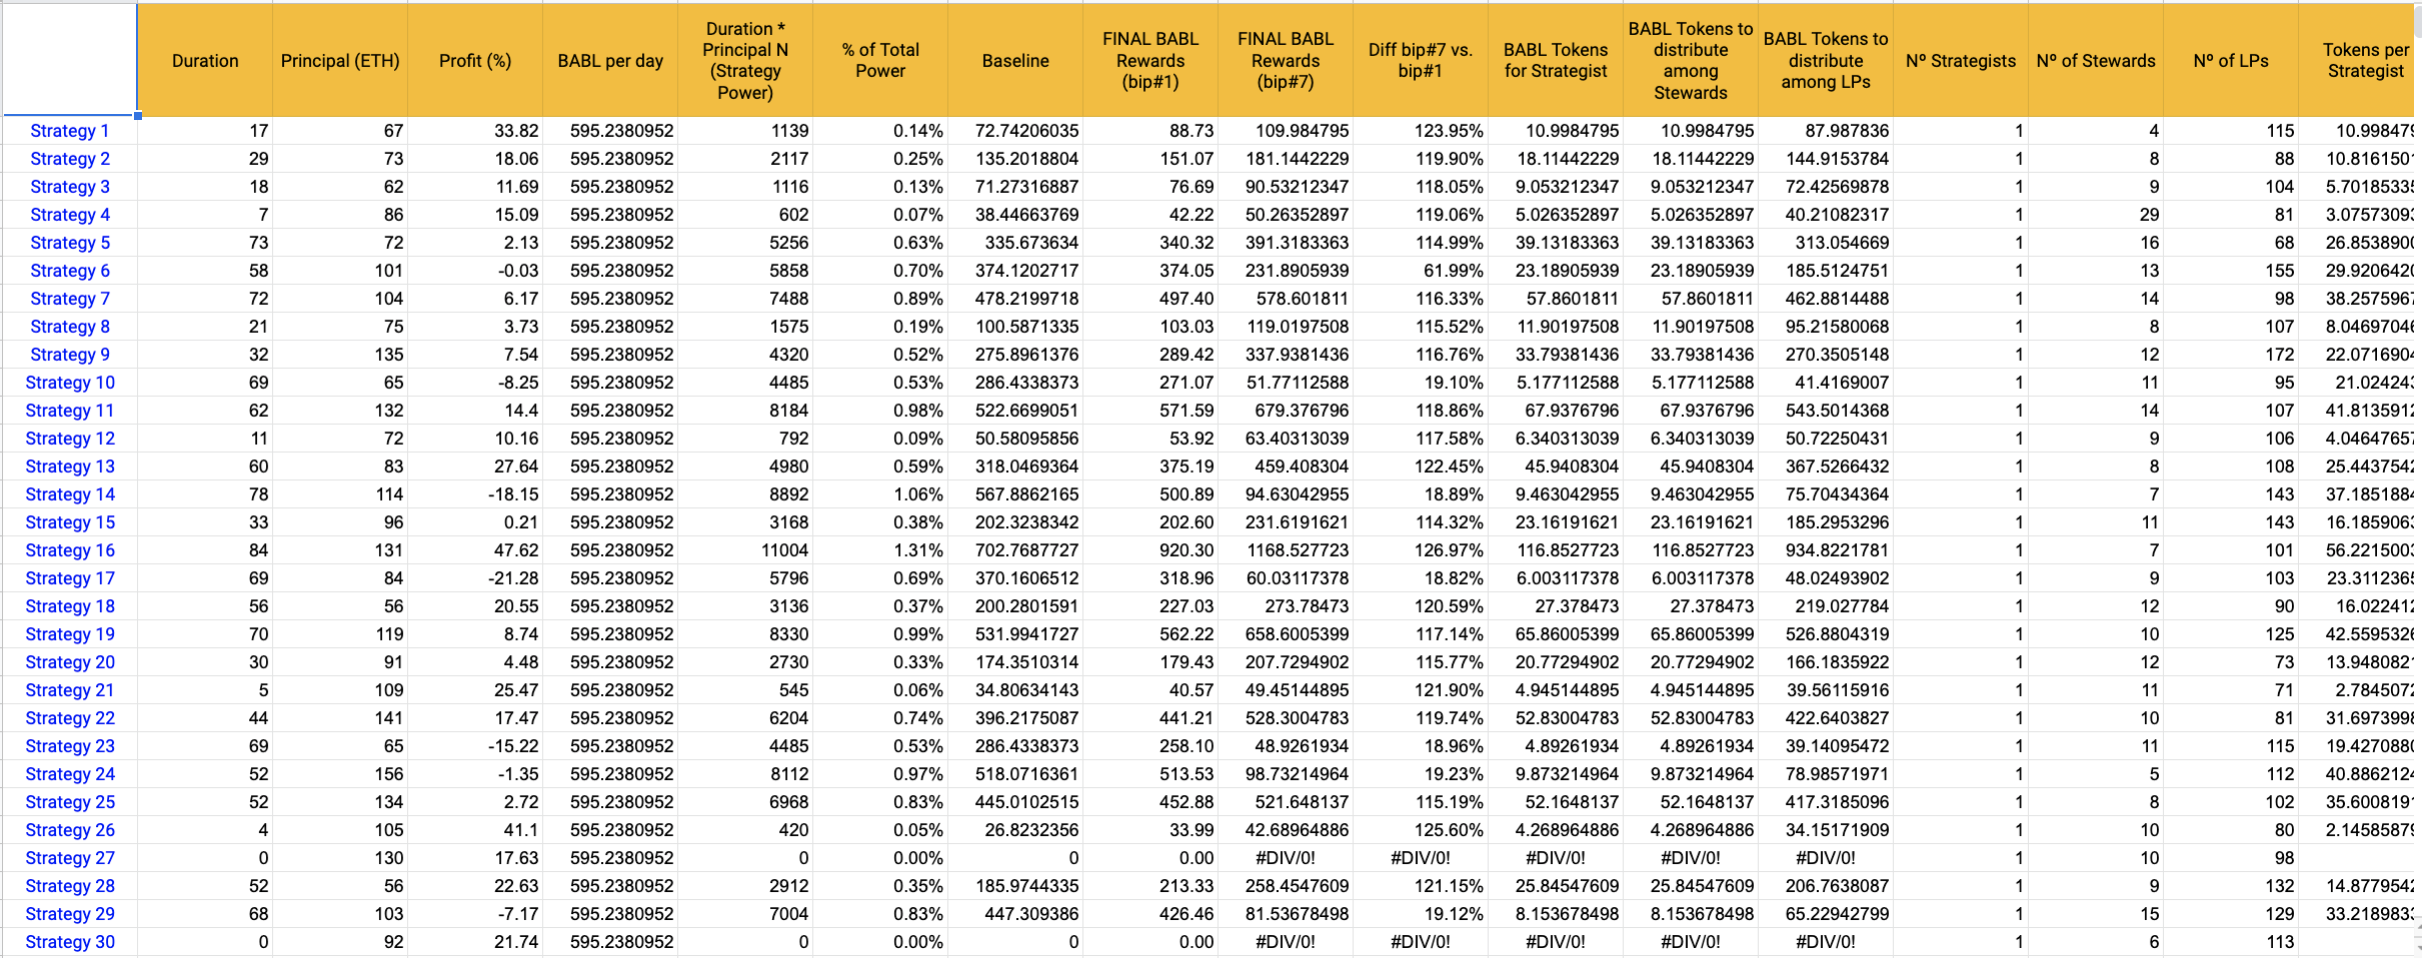 Duration Principal (ETH) Profit (%) BABL per day Duration * Principal N (Strategy Power) % of Total Power Baseline FINAL BABL Rewards (bip#1) FINAL BABL Rewards (bip#7) Diff bip#7 vs. bip#1 BABL Tokens for Strategist BABL Tokens to distribute among Stewards BABL Tokens to distribute among LPs Nº Strategists Nº of Stewards Nº of LPs Tokens per Strategist
Strategy 1 17 67 33.82 595.2380952 1139 0.14% 72.74206035 88.73 109.984795 123.95% 10.9984795 10.9984795 87.987836 1 4 115 10.998479
Strategy 2 29 73 18.06 595.2380952 2117 0.25% 135.2018804 151.07 181.1442229 119.90% 18.11442229 18.11442229 144.9153784 1 8 88 10.816150
Strategy 3 18 62 11.69 595.2380952 1116 0.13% 71.27316887 76.69 90.53212347 118.05% 9.053212347 9.053212347 72.42569878 1 9 104 5.7018533
Strategy 4 7 86 15.09 595.2380952 602 0.07% 38.44663769 42.22 50.26352897 119.06% 5.026352897 5.026352897 40.21082317 1 29 81 3.0757309
Strategy 5 73 72 2.13 595.2380952 5256 0.63% 335.673634 340.32 391.3183363 114.99% 39.13183363 39.13183363 313.054669 1 16 68 26.853890
Strategy 6 58 101 -0.03 595.2380952 5858 0.70% 374.1202717 374.05 231.8905939 61.99% 23.18905939 23.18905939 185.5124751 1 13 155 29.920642
Strategy 7 72 104 6.17 595.2380952 7488 0.89% 478.2199718 497.40 578.601811 116.33% 57.8601811 57.8601811 462.8814488 1 14 98 38.257596
Strategy 8 21 75 3.73 595.2380952 1575 0.19% 100.5871335 103.03 119.0197508 115.52% 11.90197508 11.90197508 95.21580068 1 8 107 8.0469704
Strategy 9 32 135 7.54 595.2380952 4320 0.52% 275.8961376 289.42 337.9381436 116.76% 33.79381436 33.79381436 270.3505148 1 12 172 22.071690
Strategy 10 69 65 -8.25 595.2380952 4485 0.53% 286.4338373 271.07 51.77112588 19.10% 5.177112588 5.177112588 41.4169007 1 11 95 21.02424
Strategy 11 62 132 14.4 595.2380952 8184 0.98% 522.6699051 571.59 679.376796 118.86% 67.9376796 67.9376796 543.5014368 1 14 107 41.813591
Strategy 12 11 72 10.16 595.2380952 792 0.09% 50.58095856 53.92 63.40313039 117.58% 6.340313039 6.340313039 50.72250431 1 9 106 4.0464765
Strategy 13 60 83 27.64 595.2380952 4980 0.59% 318.0469364 375.19 459.408304 122.45% 45.9408304 45.9408304 367.5266432 1 8 108 25.443754
Strategy 14 78 114 -18.15 595.2380952 8892 1.06% 567.8862165 500.89 94.63042955 18.89% 9.463042955 9.463042955 75.70434364 1 7 143 37.185188
Strategy 15 33 96 0.21 595.2380952 3168 0.38% 202.3238342 202.60 231.6191621 114.32% 23.16191621 23.16191621 185.2953296 1 11 143 16.185906
Strategy 16 84 131 47.62 595.2380952 11004 1.31% 702.7687727 920.30 1168.527723 126.97% 116.8527723 116.8527723 934.8221781 1 7 101 56.221500
Strategy 17 69 84 -21.28 595.2380952 5796 0.69% 370.1606512 318.96 60.03117378 18.82% 6.003117378 6.003117378 48.02493902 1 9 103 23.311236
Strategy 18 56 56 20.55 595.2380952 3136 0.37% 200.2801591 227.03 273.78473 120.59% 27.378473 27.378473 219.027784 1 12 90 16.02241
Strategy 19 70 119 8.74 595.2380952 8330 0.99% 531.9941727 562.22 658.6005399 117.14% 65.86005399 65.86005399 526.8804319 1 10 125 42.559532
Strategy 20 30 91 4.48 595.2380952 2730 0.33% 174.3510314 179.43 207.7294902 115.77% 20.77294902 20.77294902 166.1835922 1 12 73 13.948082
Strategy 21 5 109 25.47 595.2380952 545 0.06% 34.80634143 40.57 49.45144895 121.90% 4.945144895 4.945144895 39.56115916 1 11 71 2.784507
Strategy 22 44 141 17.47 595.2380952 6204 0.74% 396.2175087 441.21 528.3004783 119.74% 52.83004783 52.83004783 422.6403827 1 10 81 31.697399
Strategy 23 69 65 -15.22 595.2380952 4485 0.53% 286.4338373 258.10 48.9261934 18.96% 4.89261934 4.89261934 39.14095472 1 11 115 19.427088
Strategy 24 52 156 -1.35 595.2380952 8112 0.97% 518.0716361 513.53 98.73214964 19.23% 9.873214964 9.873214964 78.98571971 1 5 112 40.886212
Strategy 25 52 134 2.72 595.2380952 6968 0.83% 445.0102515 452.88 521.648137 115.19% 52.1648137 52.1648137 417.3185096 1 8 102 35.600819
Strategy 26 4 105 41.1 595.2380952 420 0.05% 26.8232356 33.99 42.68964886 125.60% 4.268964886 4.268964886 34.15171909 1 10 80 2.1458587
Strategy 27 0 130 17.63 595.2380952 0 0.00% 0 0.00 #DIV/0! #DIV/0! #DIV/0! #DIV/0! #DIV/0! 1 10 98
Strategy 28 52 56 22.63 595.2380952 2912 0.35% 185.9744335 213.33 258.4547609 121.15% 25.84547609 25.84547609 206.7638087 1 9 132 14.877954
Strategy 29 68 103 -7.17 595.2380952 7004 0.83% 447.309386 426.46 81.53678498 19.12% 8.153678498 8.153678498 65.22942799 1 15 129 33.218983
Strategy 30 0 92 21.74 595.2380952 0 0.00% 0 0.00 #DIV/0! #DIV/0! #DIV/0! #DIV/0! #DIV/0! 1 6 113